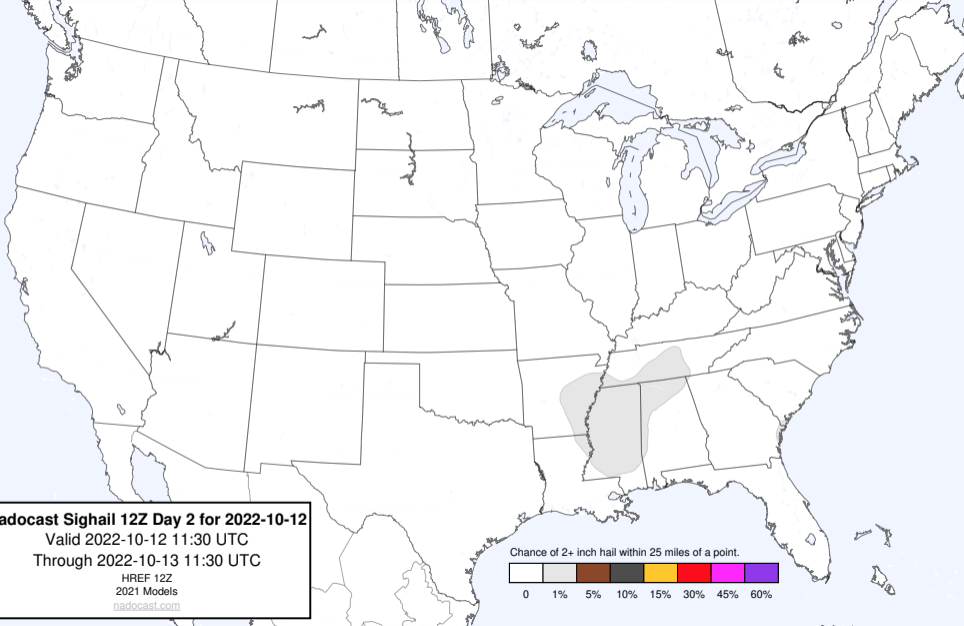 adocast Sighail 12Z Day 2 for 2022-10-12
Valid 2022-10-12 11:30 UTC
Through 2022-10-13 11:30 UTC
HREF 12Z
2021 Models
nadocast.com
Chance of 2+ inch hail within 25 miles of a point.
0 1% 5% 10% 15% 30% 45% 60%